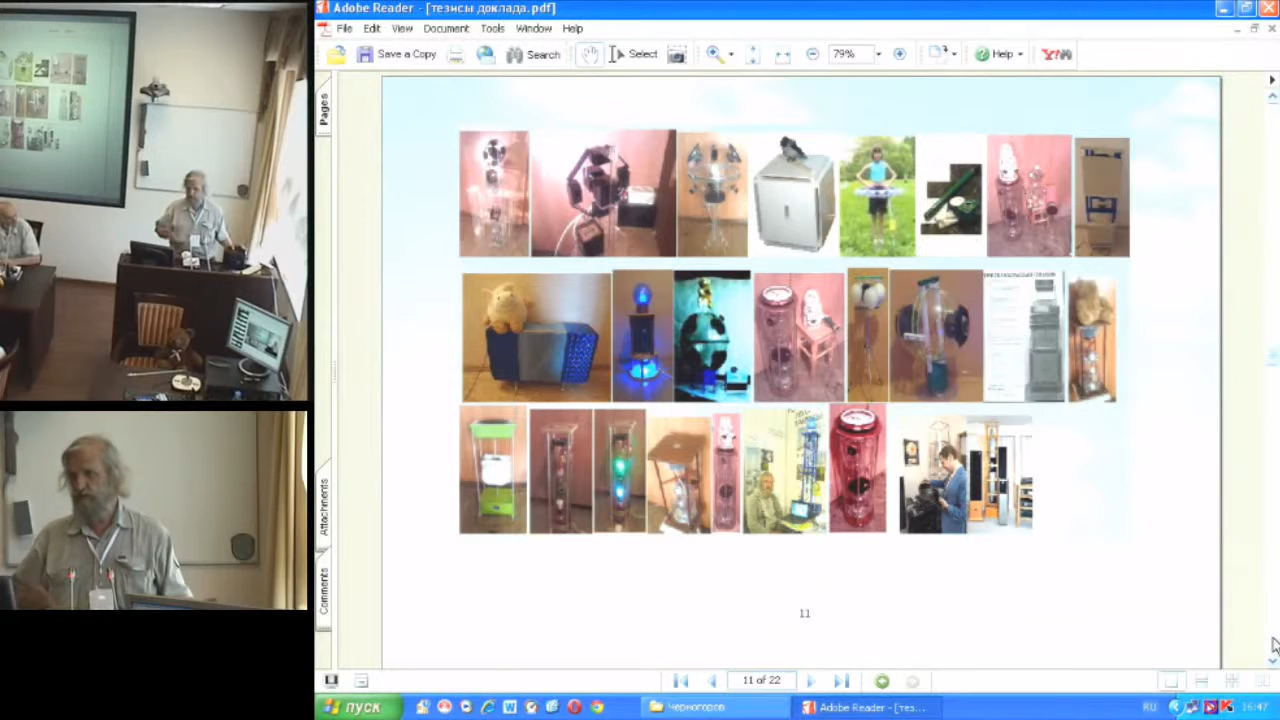 Adobe Reader - [тезисы доклада.pdf]
File Edit View Document Tools Window Help
Save a Copy Search Select 79% Help
Pages
Attachments
Comments
11
11 of 22
пуск Черногоров Adobe Reader - [тез... RU 16:47